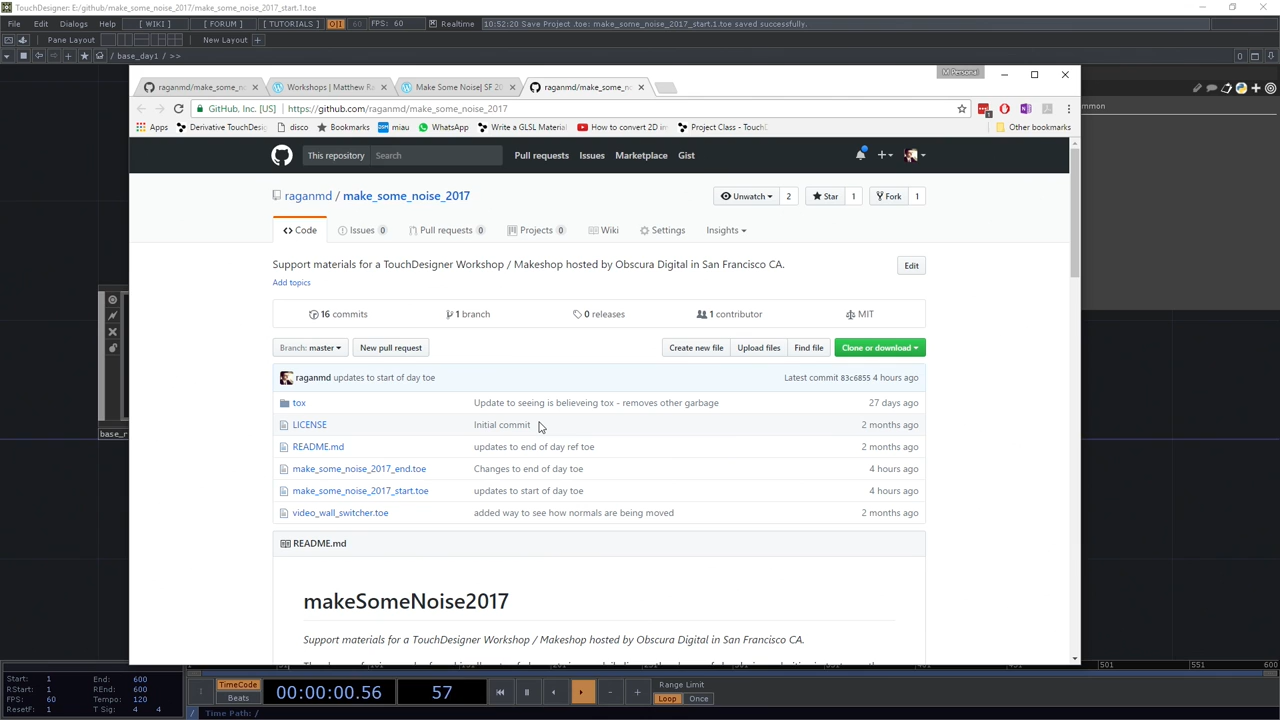 TouchDesigner: E:/github/make_some_noise_2017/make_some_noise_2017_start.1.toe
File Edit Dialogs Help [ WIKI ] [ FORUM ] [ TUTORIALS ] O|I FPS: 60 Realtime 10:52:20 Save Project .toe: make_some_noise_2017_start.1.toe saved successfully.
Pane Layout New Layout +
/ base_day1 / >>
M Personal
raganmd/make_some_n Workshops | Matthew Ra Make Some Noise| SF 20 raganmd/make_some_no
GitHub, Inc. [US] https://github.com/raganmd/make_some_noise_2017
Apps Derivative TouchDesig disco Bookmarks miau WhatsApp Write a GLSL Material How to convert 2D im Project Class - TouchD Other bookmarks
mmon
This repository Search Pull requests Issues Marketplace Gist
raganmd / make_some_noise_2017 Unwatch 2 Star 1 Fork 1
Code Issues 0 Pull requests 0 Projects 0 Wiki Settings Insights
Support materials for a TouchDesigner Workshop / Makeshop hosted by Obscura Digital in San Francisco CA. Edit
Add topics
16 commits 1 branch 0 releases 1 contributor MIT
Branch: master New pull request Create new file Upload files Find file Clone or download
raganmd updates to start of day toe Latest commit 83c6855 4 hours ago
tox Update to seeing is believeing tox - removes other garbage 27 days ago
LICENSE Initial commit 2 months ago
base_r
README.md updates to end of day ref toe 2 months ago
make_some_noise_2017_end.toe Changes to end of day toe 4 hours ago
make_some_noise_2017_start.toe updates to start of day toe 4 hours ago
video_wall_switcher.toe added way to see how normals are being moved 2 months ago
README.md
makeSomeNoise2017
Support materials for a TouchDesigner Workshop / Makeshop hosted by Obscura Digital in San Francisco CA.
501 551 600
Start: 1 End: 600
RStart: 1 REnd: 600
FPS: 60 Tempo: 120
ResetF: 1 T Sig: 4 4
TimeCode
Beats
00:00:00.56 57
Range Limit
Loop Once
/ Time Path: /